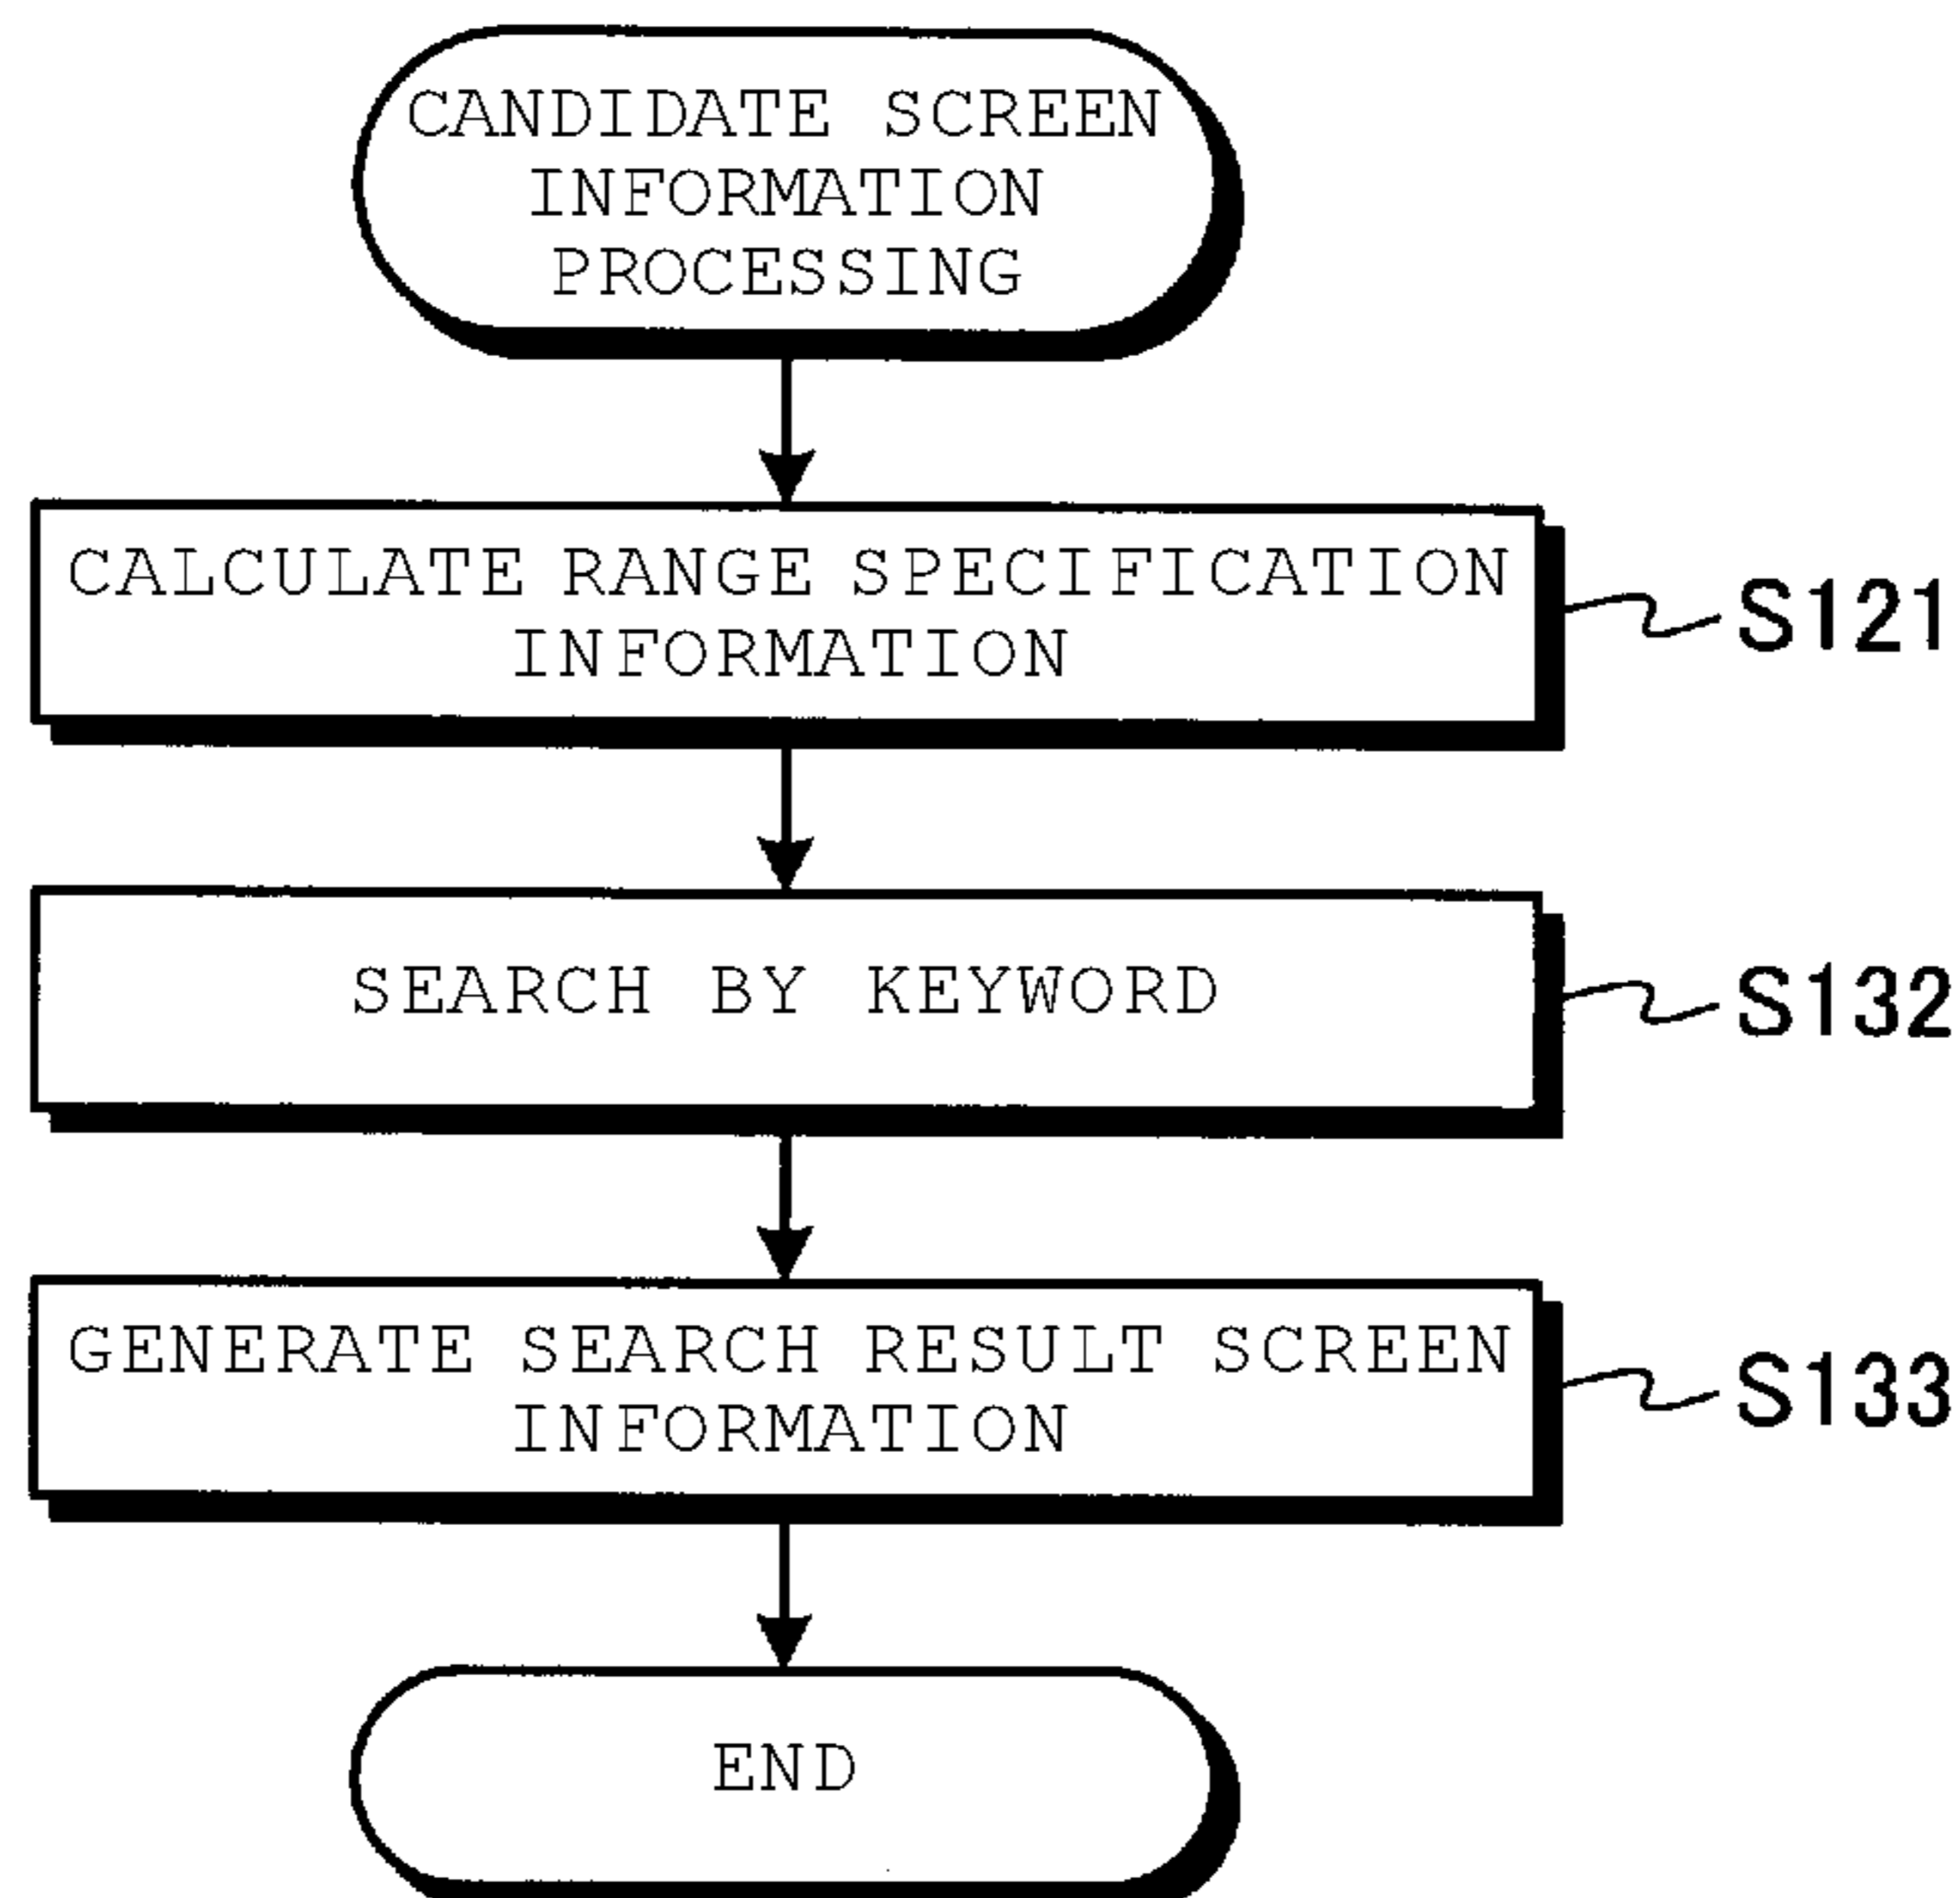 CANDIDATE SCREEN
INFORMATION
PROCESSING
CALCULATE RANGE SPECIFICATION
INFORMATION
S121
SEARCH BY KEYWORD
S132
GENERATE SEARCH RESULT SCREEN
INFORMATION
S133
END